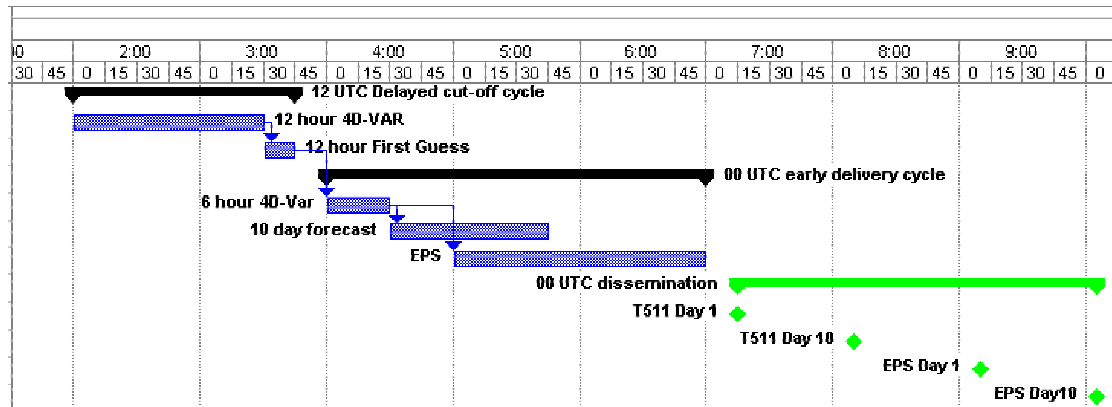 :00 2:00 3:00 4:00 5:00 6:00 7:00 8:00 9:00
30 45 0 15 30 45 0 15 30 45 0 15 30 45 0 15 30 45 0 15 30 45 0 15 30 45 0 15 30 45 0 15 30 45 0
12 UTC Delayed cut-off cycle
12 hour 4D-VAR
12 hour First Guess
00 UTC early delivery cycle
6 hour 4D-Var
10 day forecast
EPS
00 UTC dissemination
T511 Day 1
T511 Day 10
EPS Day 1
EPS Day10